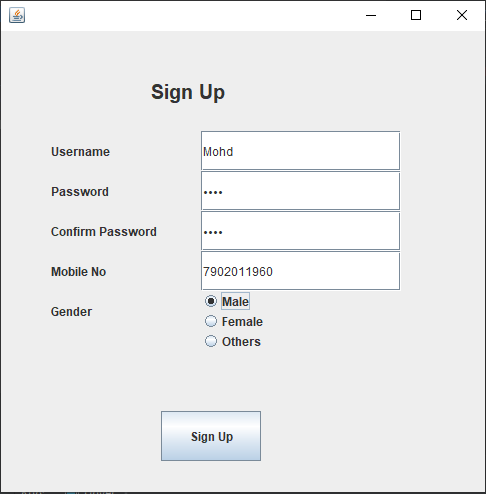 Sign Up
Username Mohd
Password ••••
Confirm Password ••••
Mobile No 7902011960
Gender Male
Female
Others
Sign Up